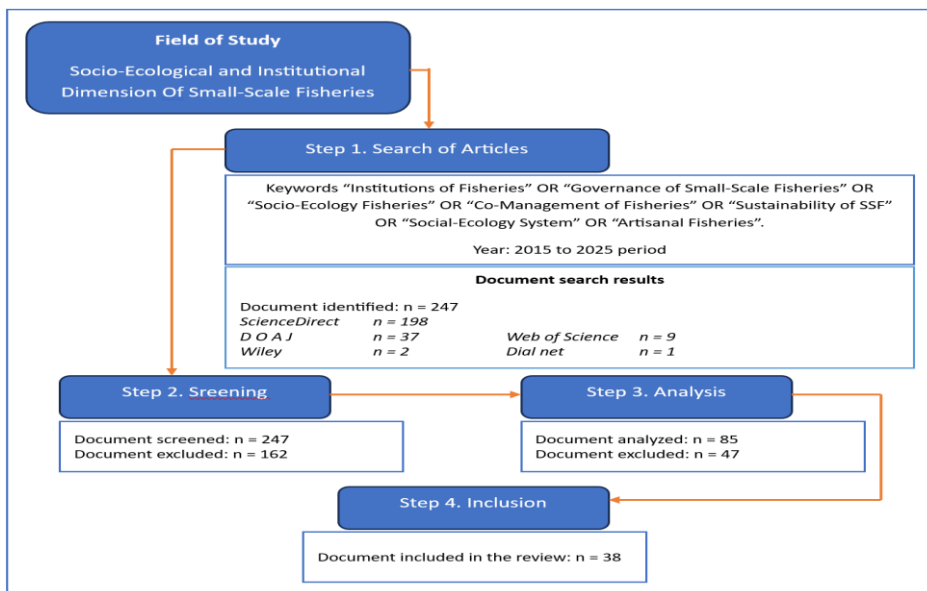 Field of Study
Socio-Ecological and Institutional
Dimension Of Small-Scale Fisheries
Step 1. Search of Articles
Keywords “Institutions of Fisheries” OR “Governance of Small-Scale Fisheries” OR
“Socio-Ecology Fisheries” OR “Co-Management of Fisheries” OR “Sustainability of SSF”
OR “Social-Ecology System” OR “Artisanal Fisheries”.
Year: 2015 to 2025 period
Document search results
Document identified: n = 247
ScienceDirect n = 198
D O A J n = 37 Web of Science n = 9
Wiley n = 2 Dial net n = 1
Step 2. Sreening
Step 3. Analysis
Document screened: n = 247
Document excluded: n = 162
Document analyzed: n = 85
Document excluded: n = 47
Step 4. Inclusion
Document included in the review: n = 38